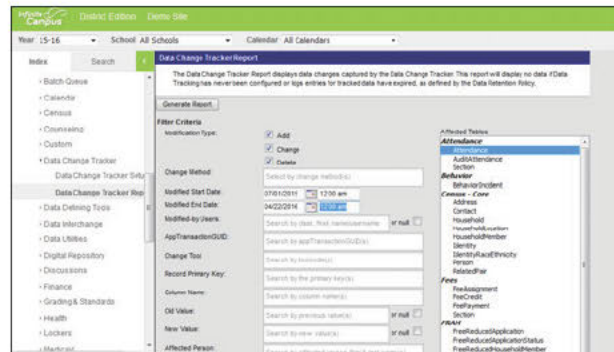 Infinite Campus District Edition Demo Site
Year 15-16 School All Schools Calendar All Calendars
Index Search
Batch Queue
Calendar
Census
Counseling
Custom
Data Change Tracker
Data Change Tracker Setu
Data Change Tracker Rep
Data Defining Tools
Data Interchange
Data Utilities
Digital Repository
Discussions
Finance
Grading & Standards
Health
Lockers
Medicaid
Data Change Tracker Report
The Data Change Tracker Report displays data changes captured by the Data Change Tracker. This report will display no data if Data
Tracking has never been configured or logs entries for tracked data have expired, as defined by the Data Retention Policy.
Generate Report
Filter Criteria
Modification Type:
Add
Change
Delete
Change Method: Select by change method(s)
Modified Start Date: 07/01/2015 12:00 am
Modified End Date: 04/22/2016 12:00 am
Modified-by Users: Search by last, first name/username or null
AppTransactionGUID: Search by appTransactionGUID(s)
Change Tool Search by toolcode(s)
Record Primary Key: Search by the primary key(s)
Column Name: Search by column name(s)
Old Value: Search by previous value(s) or null
New Value: Search by new value(s) or null
Affected Person:
Affected Tables
Attendance
Attendance
AuditAttendance
Section
Behavior
BehaviorIncident
Census - Core
Address
Contact
Household
HouseholdLocation
HouseholdMember
Identity
IdentityRaceEthnicity
Person
RelatedPair
Fees
FeeAssignment
FeeCredit
FeePayment
Section
FRAM
FreeReducedApplication
FreeReducedApplicationStatus
FreeReducedHouseholdMember